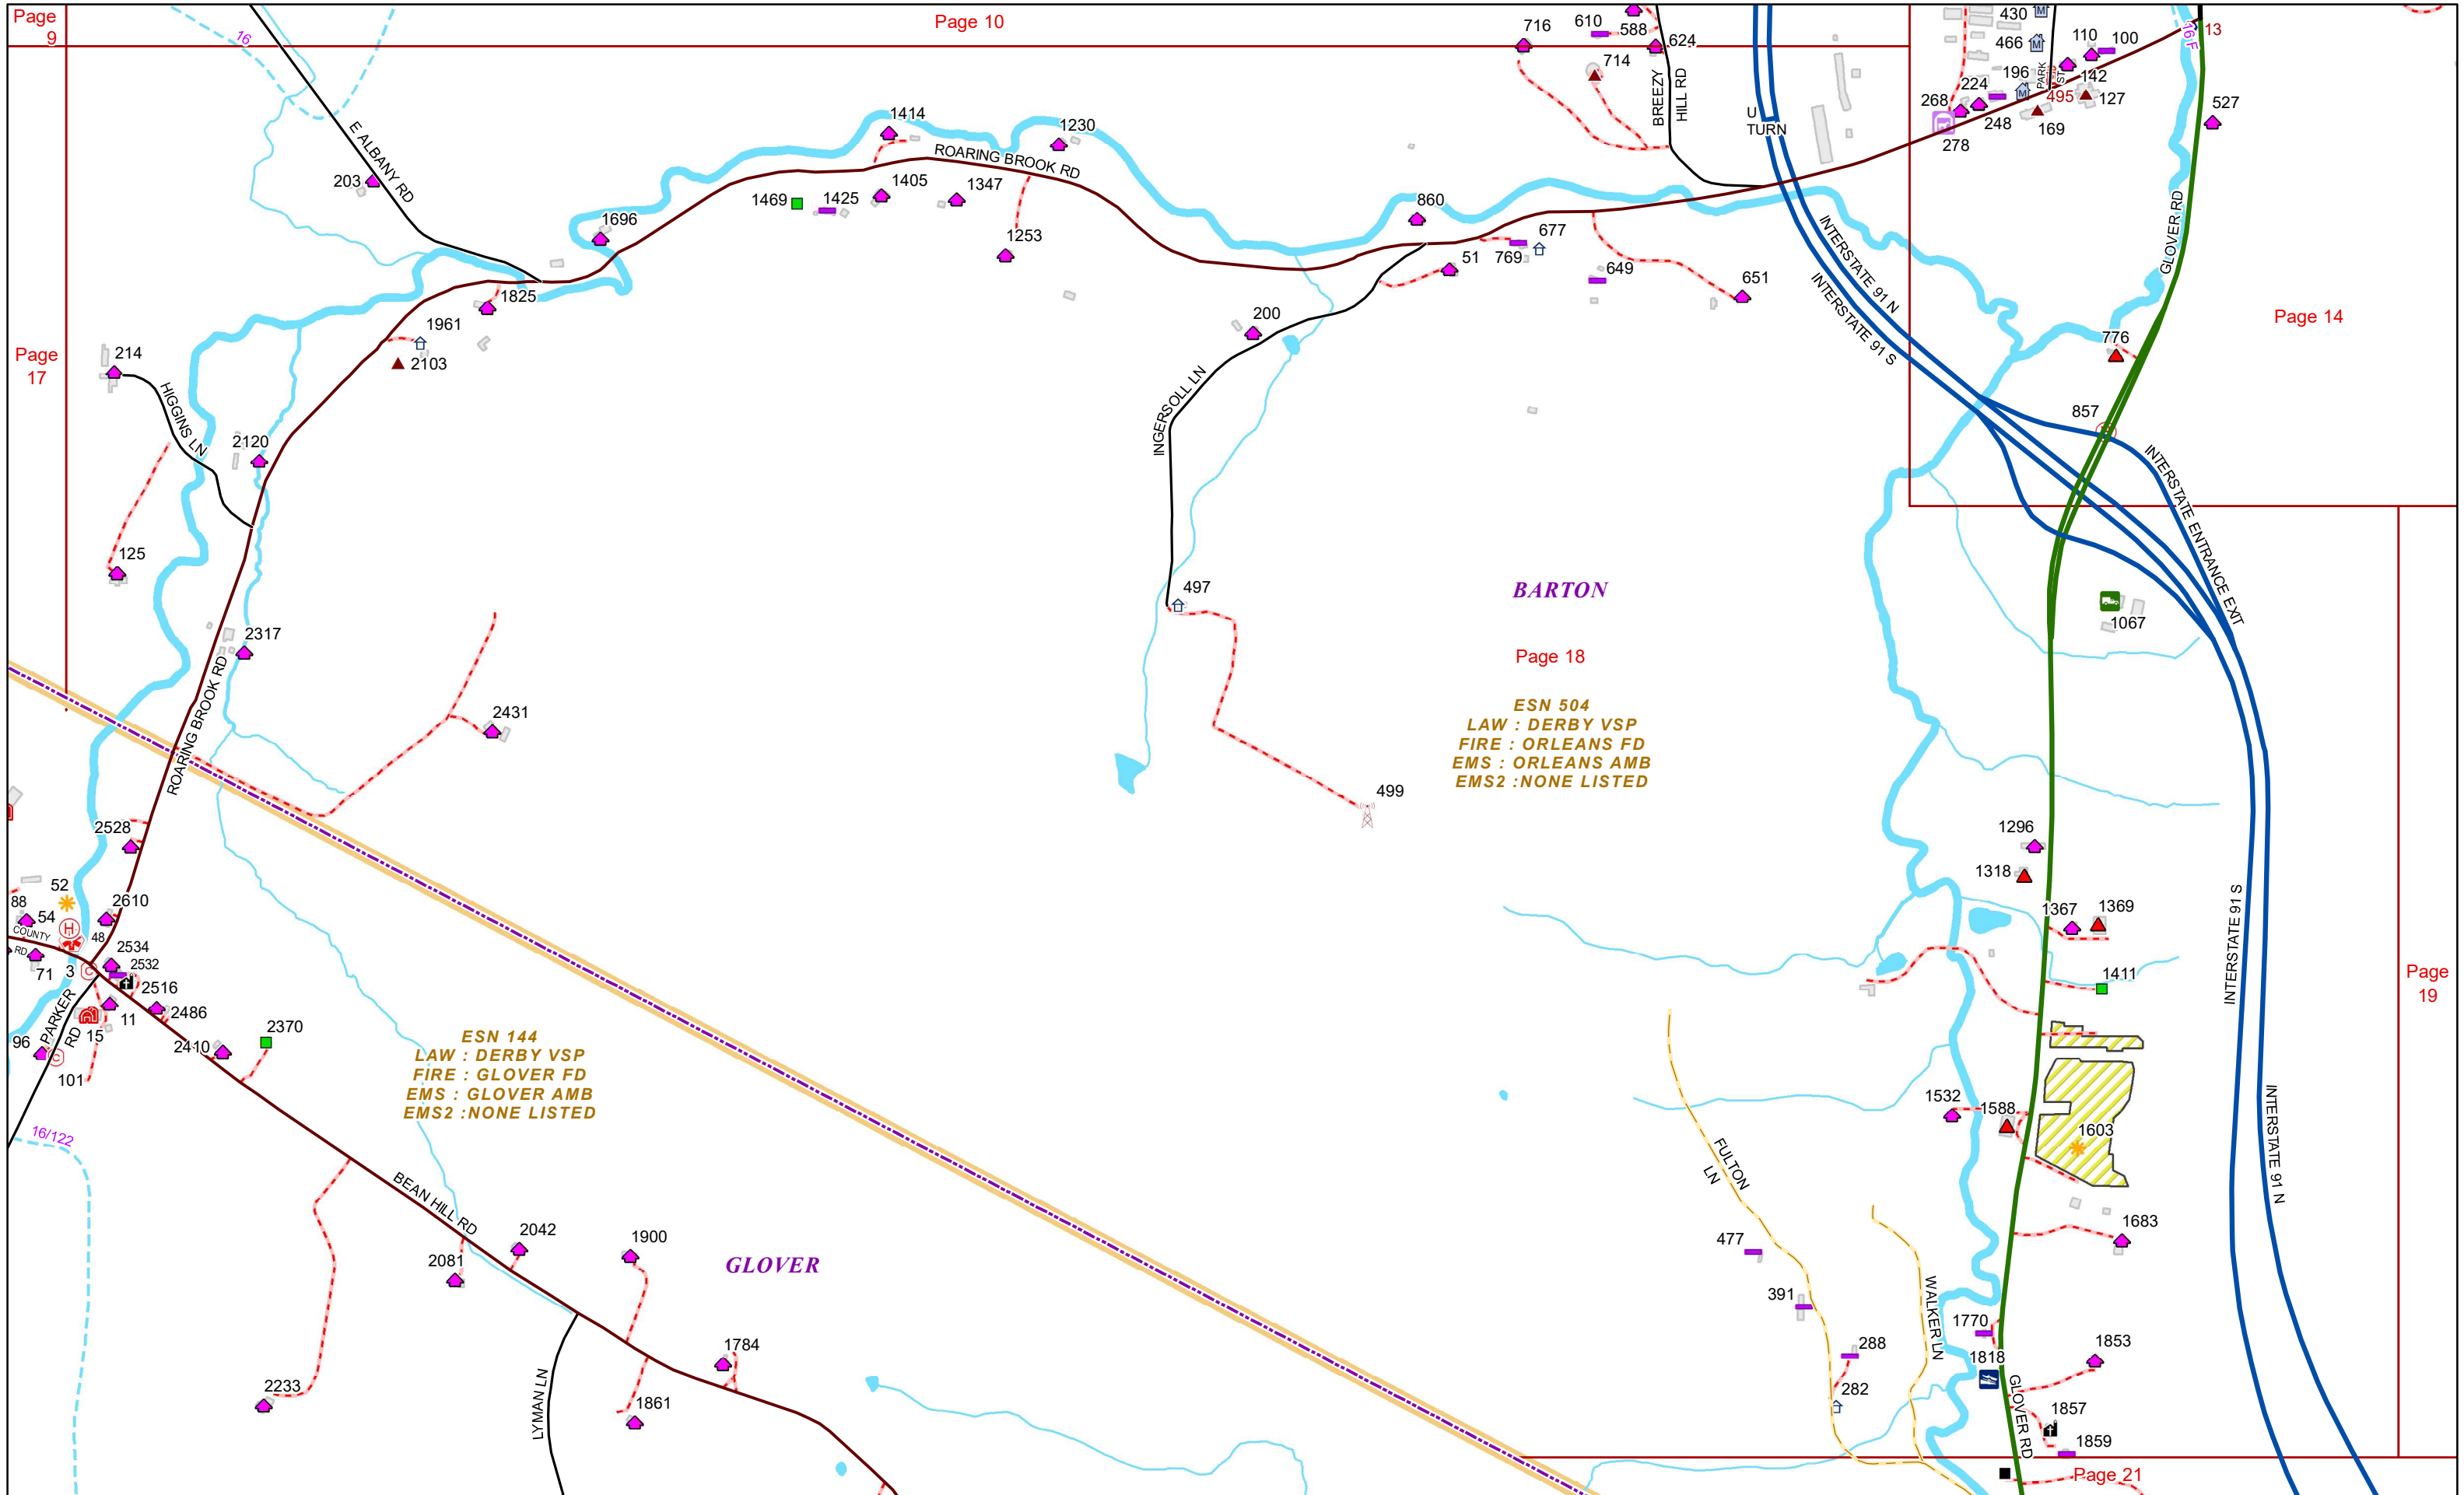 Page
9
16
Page 10
716
610
588
624
714
BREEZY
HILL RD
U
TURN
430
466
110
100
13
16 F
PARK
ST
196
142
495
127
224
268
248
169
278
527
GLOVER RD
E ALBANY RD
203
1414
1230
ROARING BROOK RD
1469
1425
1405
1347
1253
1696
860
677
769
51
649
651
INTERSTATE 91 N
INTERSTATE 91 S
Page 14
776
857
INTERSTATE ENTRANCE EXIT
1825
1961
2103
200
INGERSOLL LN
Page
17
214
HIGGINS LN
2120
125
497
BARTON
1067
2317
ROARING BROOK RD
Page 18
2431
ESN 504
LAW : DERBY VSP
FIRE : ORLEANS FD
EMS : ORLEANS AMB
EMS2 :NONE LISTED
499
2528
1296
1318
52
88
54
2610
COUNTY
RD
48
2534
2532
71
3
2516
2486
11
15
PARKER
RD
96
101
2410
2370
1367
1369
1411
INTERSTATE 91 S
Page
19
ESN 144
LAW : DERBY VSP
FIRE : GLOVER FD
EMS : GLOVER AMB
EMS2 :NONE LISTED
16/122
1532
1588
1603
INTERSTATE 91 N
FULTON
LN
BEAN HILL RD
2042
2081
1900
GLOVER
477
391
1683
WALKER LN
1770
288
282
1818
1853
GLOVER RD
1857
1859
1784
1861
2233
LYMAN LN
Page 21